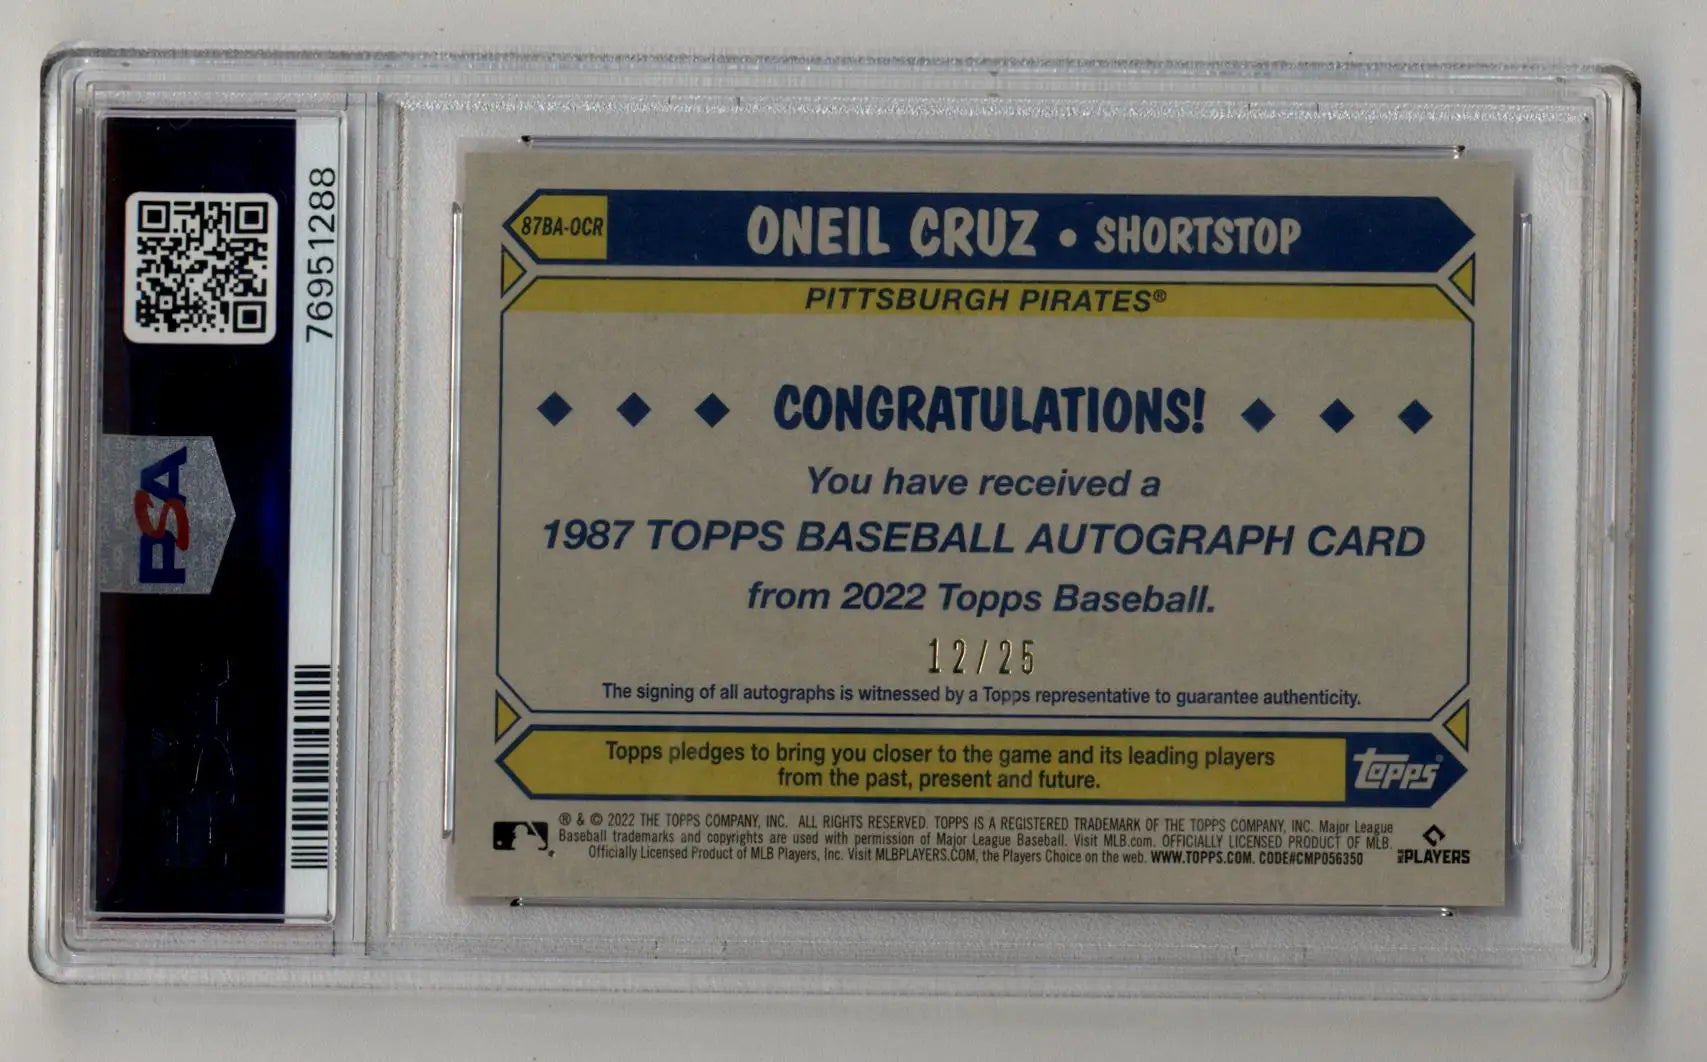 76951288
PSA
87BA-OCR
ONEIL CRUZ • SHORTSTOP
PITTSBURGH PIRATES®
CONGRATULATIONS!
You have received a
1987 TOPPS BASEBALL AUTOGRAPH CARD
from 2022 Topps Baseball.
12/25
The signing of all autographs is witnessed by a Topps representative to guarantee authenticity.
Topps pledges to bring you closer to the game and its leading players
from the past, present and future.
topps®
® & © 2022 THE TOPPS COMPANY, INC. ALL RIGHTS RESERVED. TOPPS IS A REGISTERED TRADEMARK OF THE TOPPS COMPANY, INC. Major League
Baseball trademarks and copyrights are used with permission of Major League Baseball. Visit MLB.com. OFFICIALLY LICENSED PRODUCT OF MLB.
Officially Licensed Product of MLB Players, Inc. Visit MLBPLAYERS.COM, the Players Choice on the web. WWW.TOPPS.COM. CODE#CMP056350
MLB PLAYERS